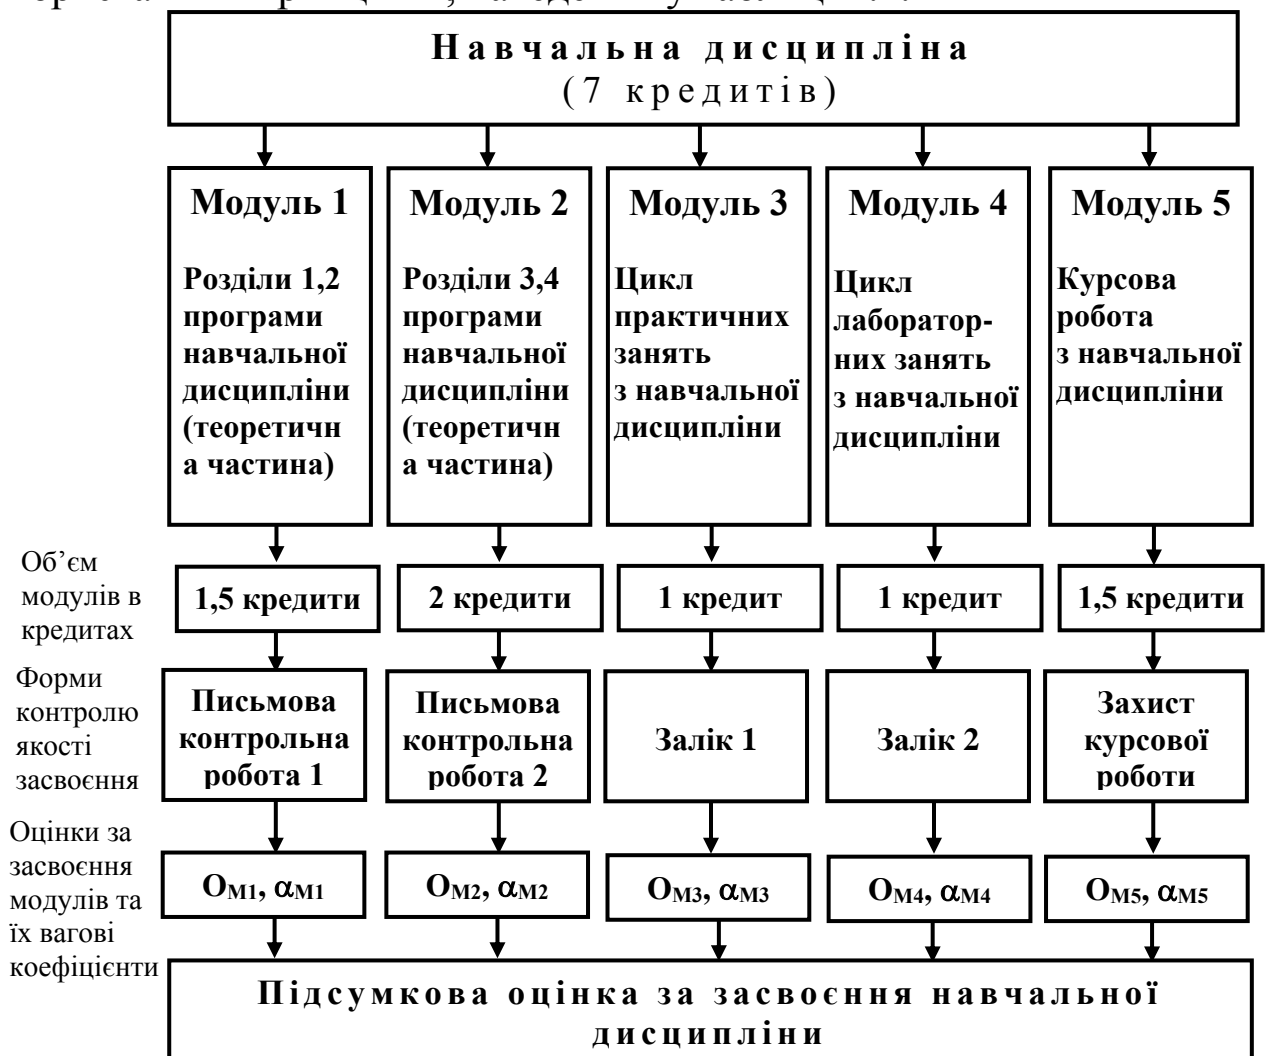 Навчальна дисципліна
(7 кредитів)
Модуль 1
Розділи 1,2
програми
навчальної
дисципліни
(теоретичн
а частина)
Модуль 2
Розділи 3,4
програми
навчальної
дисципліни
(теоретичн
а частина)
Модуль 3
Цикл
практичних
занять
з навчальної
дисципліни
Модуль 4
Цикл
лаборатор-
них занять
з навчальної
дисципліни
Модуль 5
Курсова
робота
з навчальної
дисципліни
Об’єм
модулів в
кредитах
1,5 кредити
2 кредити
1 кредит
1 кредит
1,5 кредити
Форми
контролю
якості
засвоєння
Письмова
контрольна
робота 1
Письмова
контрольна
робота 2
Залік 1
Залік 2
Захист
курсової
роботи
Оцінки за
засвоєння
модулів та
їх вагові
коефіцієнти
ОМ1, αМ1
ОМ2, αМ2
ОМ3, αМ3
ОМ4, αМ4
ОМ5, αМ5
Підсумкова оцінка за засвоєння навчальної
дисципліни